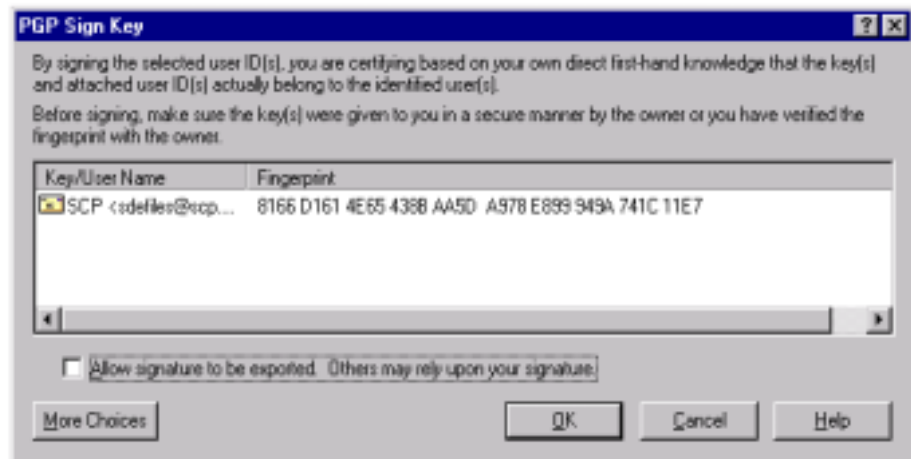 PGP Sign Key
By signing the selected user ID(s), you are certifying based on your own direct first-hand knowledge that the key(s)
and attached user ID(s) actually belong to the identified user(s).
Before signing, make sure the key(s) were given to you in a secure manner by the owner or you have verified the
fingerprint with the owner.
Key/User Name Fingerprint
SCP <sdefiles@scp... 8166 D161 4E65 438B AA5D A978 E899 949A 741C 11E7
Allow signature to be exported. Others may rely upon your signature.
More Choices OK Cancel Help